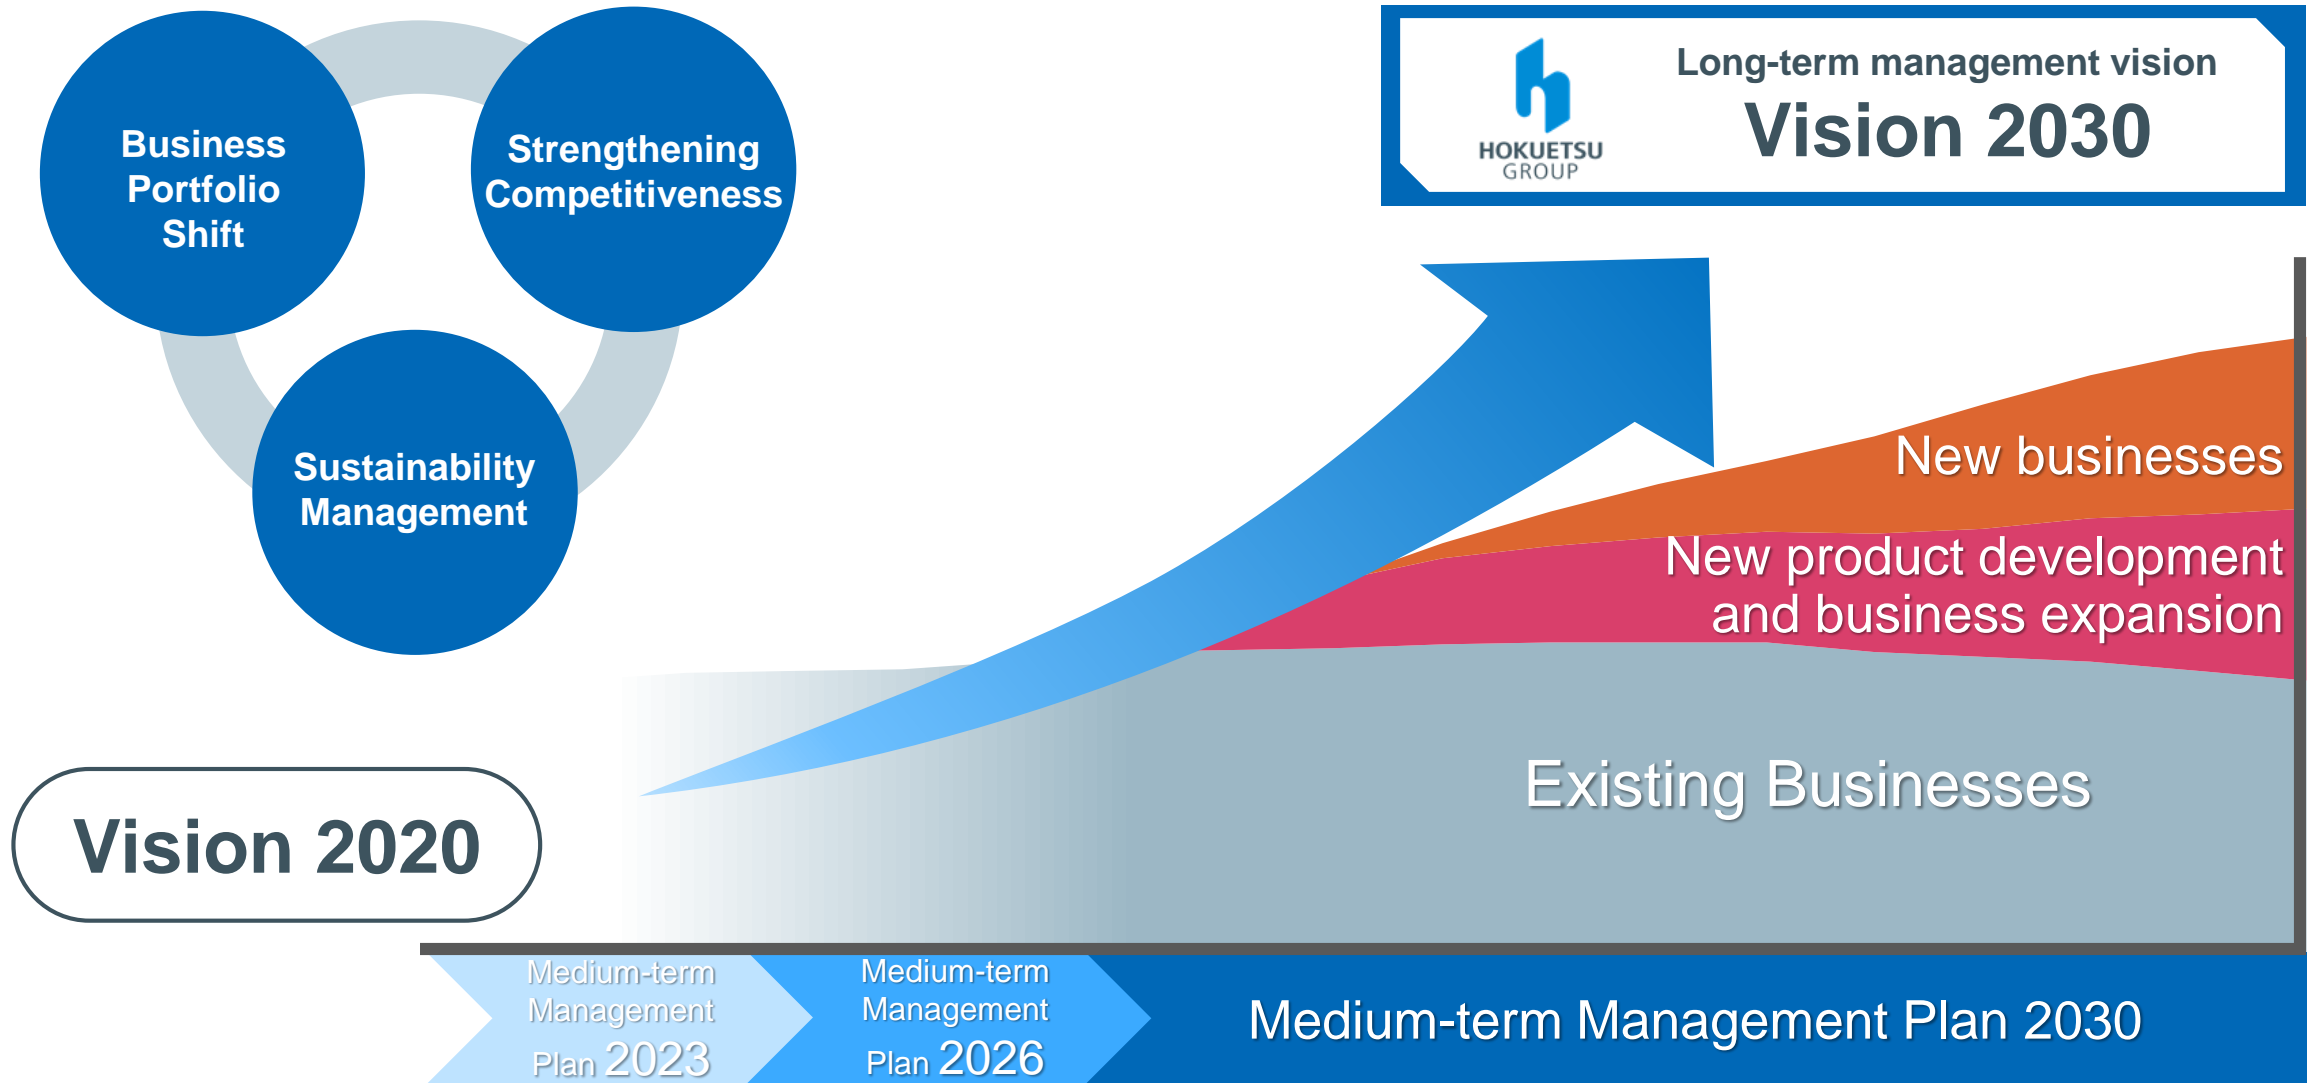 Business
Portfolio
Shift
Strengthening
Competitiveness
Sustainability
Management
HOKUETSU
GROUP
Long-term management vision
Vision 2030
New businesses
New product development
and business expansion
Existing Businesses
Vision 2020
Medium-term
Management
Plan 2023
Medium-term
Management
Plan 2026
Medium-term Management Plan 2030